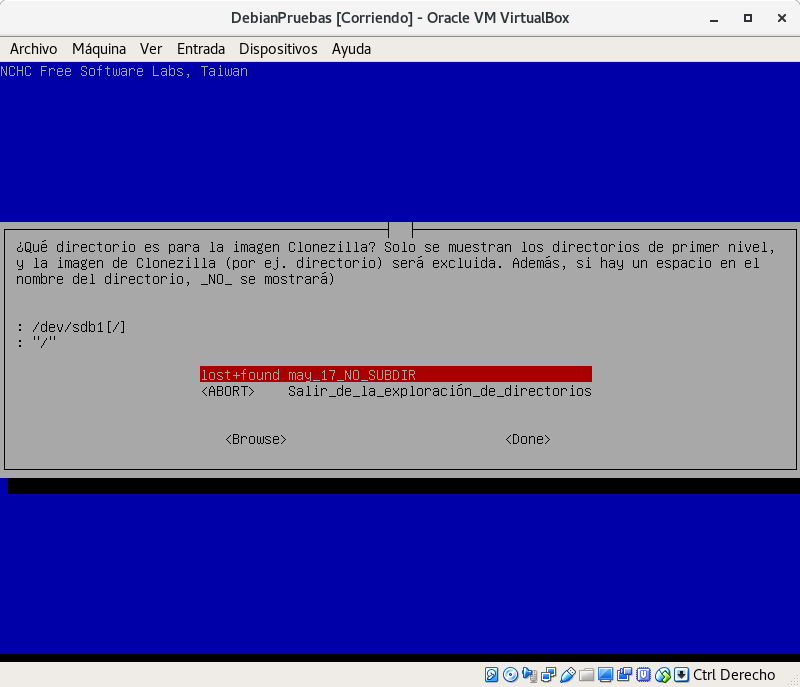 DebianPruebas [Corriendo] - Oracle VM VirtualBox
Archivo Máquina Ver Entrada Dispositivos Ayuda
NCHC Free Software Labs, Taiwan
¿Qué directorio es para la imagen Clonezilla? Solo se muestran los directorios de primer nivel,
y la imagen de Clonezilla (por ej. directorio) será excluida. Además, si hay un espacio en el
nombre del directorio, _NO_ se mostrará)
: /dev/sdb1[/]
: "/"
lost+found may_17_NO_SUBDIR
<ABORT> Salir_de_la_exploración_de_directorios
<Browse> <Done>
Ctrl Derecho